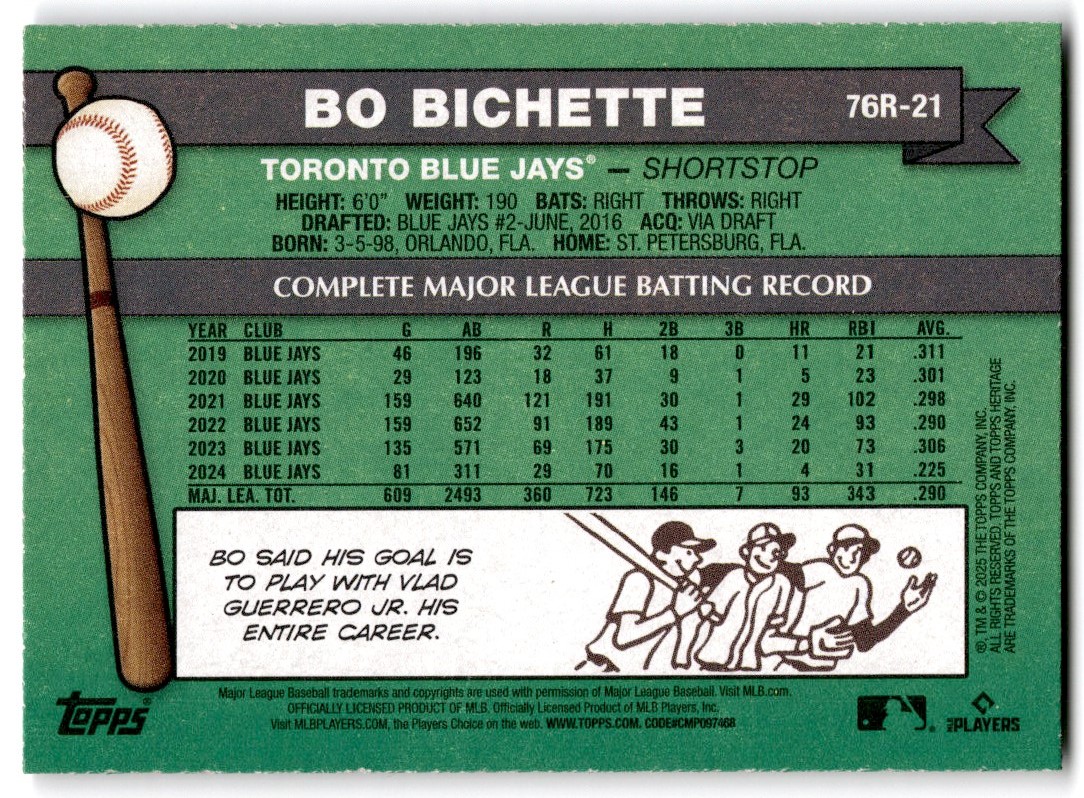 BO BICHETTE
76R-21
TORONTO BLUE JAYS® — SHORTSTOP
HEIGHT: 6'0" WEIGHT: 190 BATS: RIGHT THROWS: RIGHT
DRAFTED: BLUE JAYS #2-JUNE, 2016 ACQ: VIA DRAFT
BORN: 3-5-98, ORLANDO, FLA. HOME: ST. PETERSBURG, FLA.
COMPLETE MAJOR LEAGUE BATTING RECORD
YEAR CLUB G AB R H 2B 3B HR RBI AVG.
2019 BLUE JAYS 46 196 32 61 18 0 11 21 .311
2020 BLUE JAYS 29 123 18 37 9 1 5 23 .301
2021 BLUE JAYS 159 640 121 191 30 1 29 102 .298
2022 BLUE JAYS 159 652 91 189 43 1 24 93 .290
2023 BLUE JAYS 135 571 69 175 30 3 20 73 .306
2024 BLUE JAYS 81 311 29 70 16 1 4 31 .225
MAJ. LEA. TOT. 609 2493 360 723 146 7 93 343 .290
BO SAID HIS GOAL IS
TO PLAY WITH VLAD
GUERRERO JR. HIS
ENTIRE CAREER.
®, TM & © 2025 THE TOPPS COMPANY, INC.
ALL RIGHTS RESERVED. TOPPS AND TOPPS HERITAGE
ARE TRADEMARKS OF THE TOPPS COMPANY, INC.
Topps®
Major League Baseball trademarks and copyrights are used with permission of Major League Baseball. Visit MLB.com.
OFFICIALLY LICENSED PRODUCT OF MLB. Officially Licensed Product of MLB Players, Inc.
Visit MLBPLAYERS.COM, the Players Choice on the web. WWW.TOPPS.COM. CODE#CMP097468
MLB PLAYERS